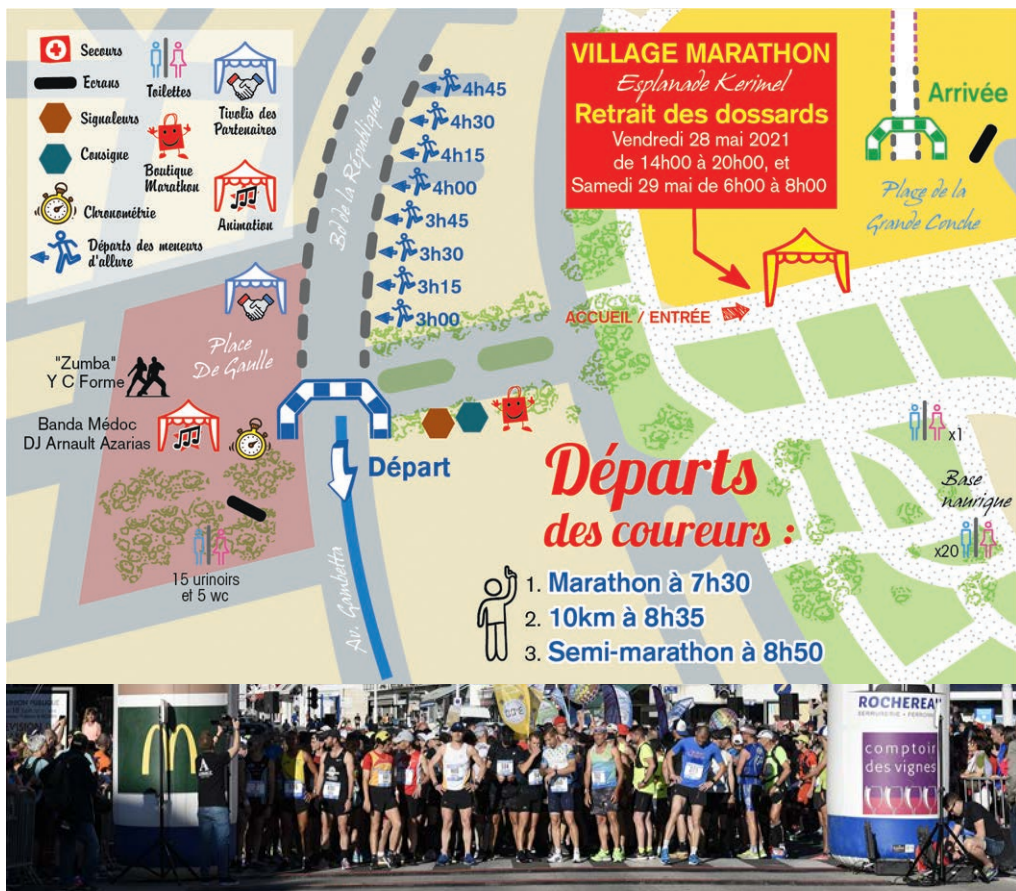 Secours
Ecrans
Signaleurs
Consigne
Chronométrie
Départs des meneurs
d'allure
Toilettes
Boutique
Marathon
Tivolis des
Partenaires
Animation
Bd de la République
4h45
4h30
4h15
4h00
3h45
3h30
3h15
3h00
VILLAGE MARATHON
Esplanade Kerimel
Retrait des dossards
Vendredi 28 mai 2021
de 14h00 à 20h00, et
Samedi 29 mai de 6h00 à 8h00
Arrivée
Plage de la
Grande Conche
ACCUEIL / ENTRÉE
Place
De Gaulle
"Zumba"
Y C Forme
Banda Médoc
DJ Arnault Azarias
15 urinoirs
et 5 wc
Départ
Av. Gambetta
x1
Base
naurique
x20
Départs
des coureurs :
1. Marathon à 7h30
2. 10km à 8h35
3. Semi-marathon à 8h50
ROCHEREAU
SERRURERIE • FERRONNE
comptoir
des vignes